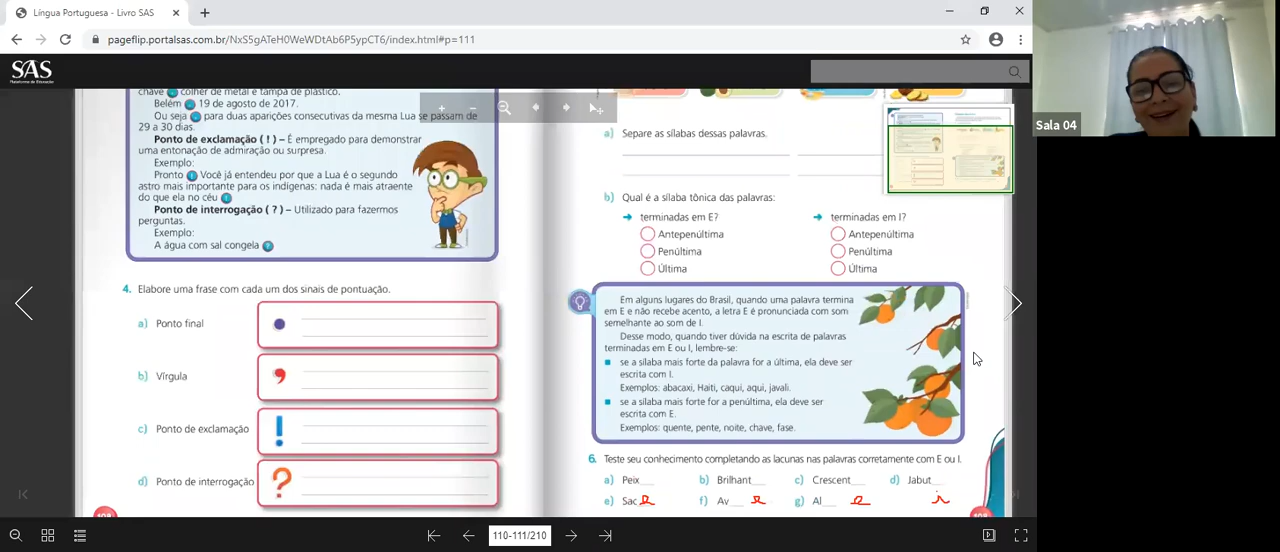 Língua Portuguesa - Livro SAS
pageflip.portalsas.com.br/NxS5gATeH0WeWDtAb6P5ypCT6/index.html#p=111
SAS
Plataforma de Educação
Sala 04
chave colher de metal e tampa de plástico.
Belém 19 de agosto de 2017.
Ou seja para duas aparições consecutivas da mesma Lua se passam de
29 a 30 dias.
Ponto de exclamação ( ! ) – É empregado para demonstrar
uma entonação de admiração ou surpresa.
Exemplo:
Pronto ! Você já entendeu por que a Lua é o segundo
astro mais importante para os indígenas: nada é mais atraente
do que ela no céu !
Ponto de interrogação ( ? ) – Utilizado para fazermos
perguntas.
Exemplo:
A água com sal congela ?
4. Elabore uma frase com cada um dos sinais de pontuação.
a) Ponto final .
b) Vírgula ,
c) Ponto de exclamação !
d) Ponto de interrogação ?
108
a) Separe as sílabas dessas palavras.
b) Qual é a sílaba tônica das palavras:
terminadas em E?
Antepenúltima
Penúltima
Última
terminadas em I?
Antepenúltima
Penúltima
Última
Em alguns lugares do Brasil, quando uma palavra termina
em E e não recebe acento, a letra E é pronunciada com som
semelhante ao som de I.
Desse modo, quando tiver dúvida na escrita de palavras
terminadas em E ou I, lembre-se:
se a sílaba mais forte da palavra for a última, ela deve ser
escrita com I.
Exemplos: abacaxi, Haiti, caqui, aqui, javali.
se a sílaba mais forte for a penúltima, ela deve ser
escrita com E.
Exemplos: quente, pente, noite, chave, fase.
6. Teste seu conhecimento completando as lacunas nas palavras corretamente com E ou I.
a) Peix___ b) Brilhant___ c) Crescent___ d) Jabut___
e) Sac e f) Av e g) Al e i
110-111/210